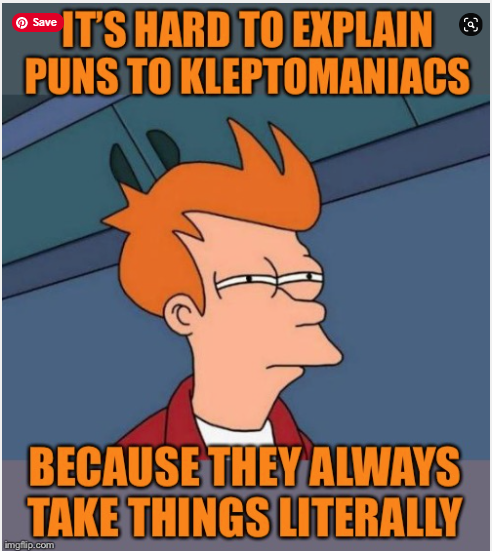 Save
IT'S HARD TO EXPLAIN
PUNS TO KLEPTOMANIACS
BECAUSE THEY ALWAYS
TAKE THINGS LITERALLY
imgflip.com